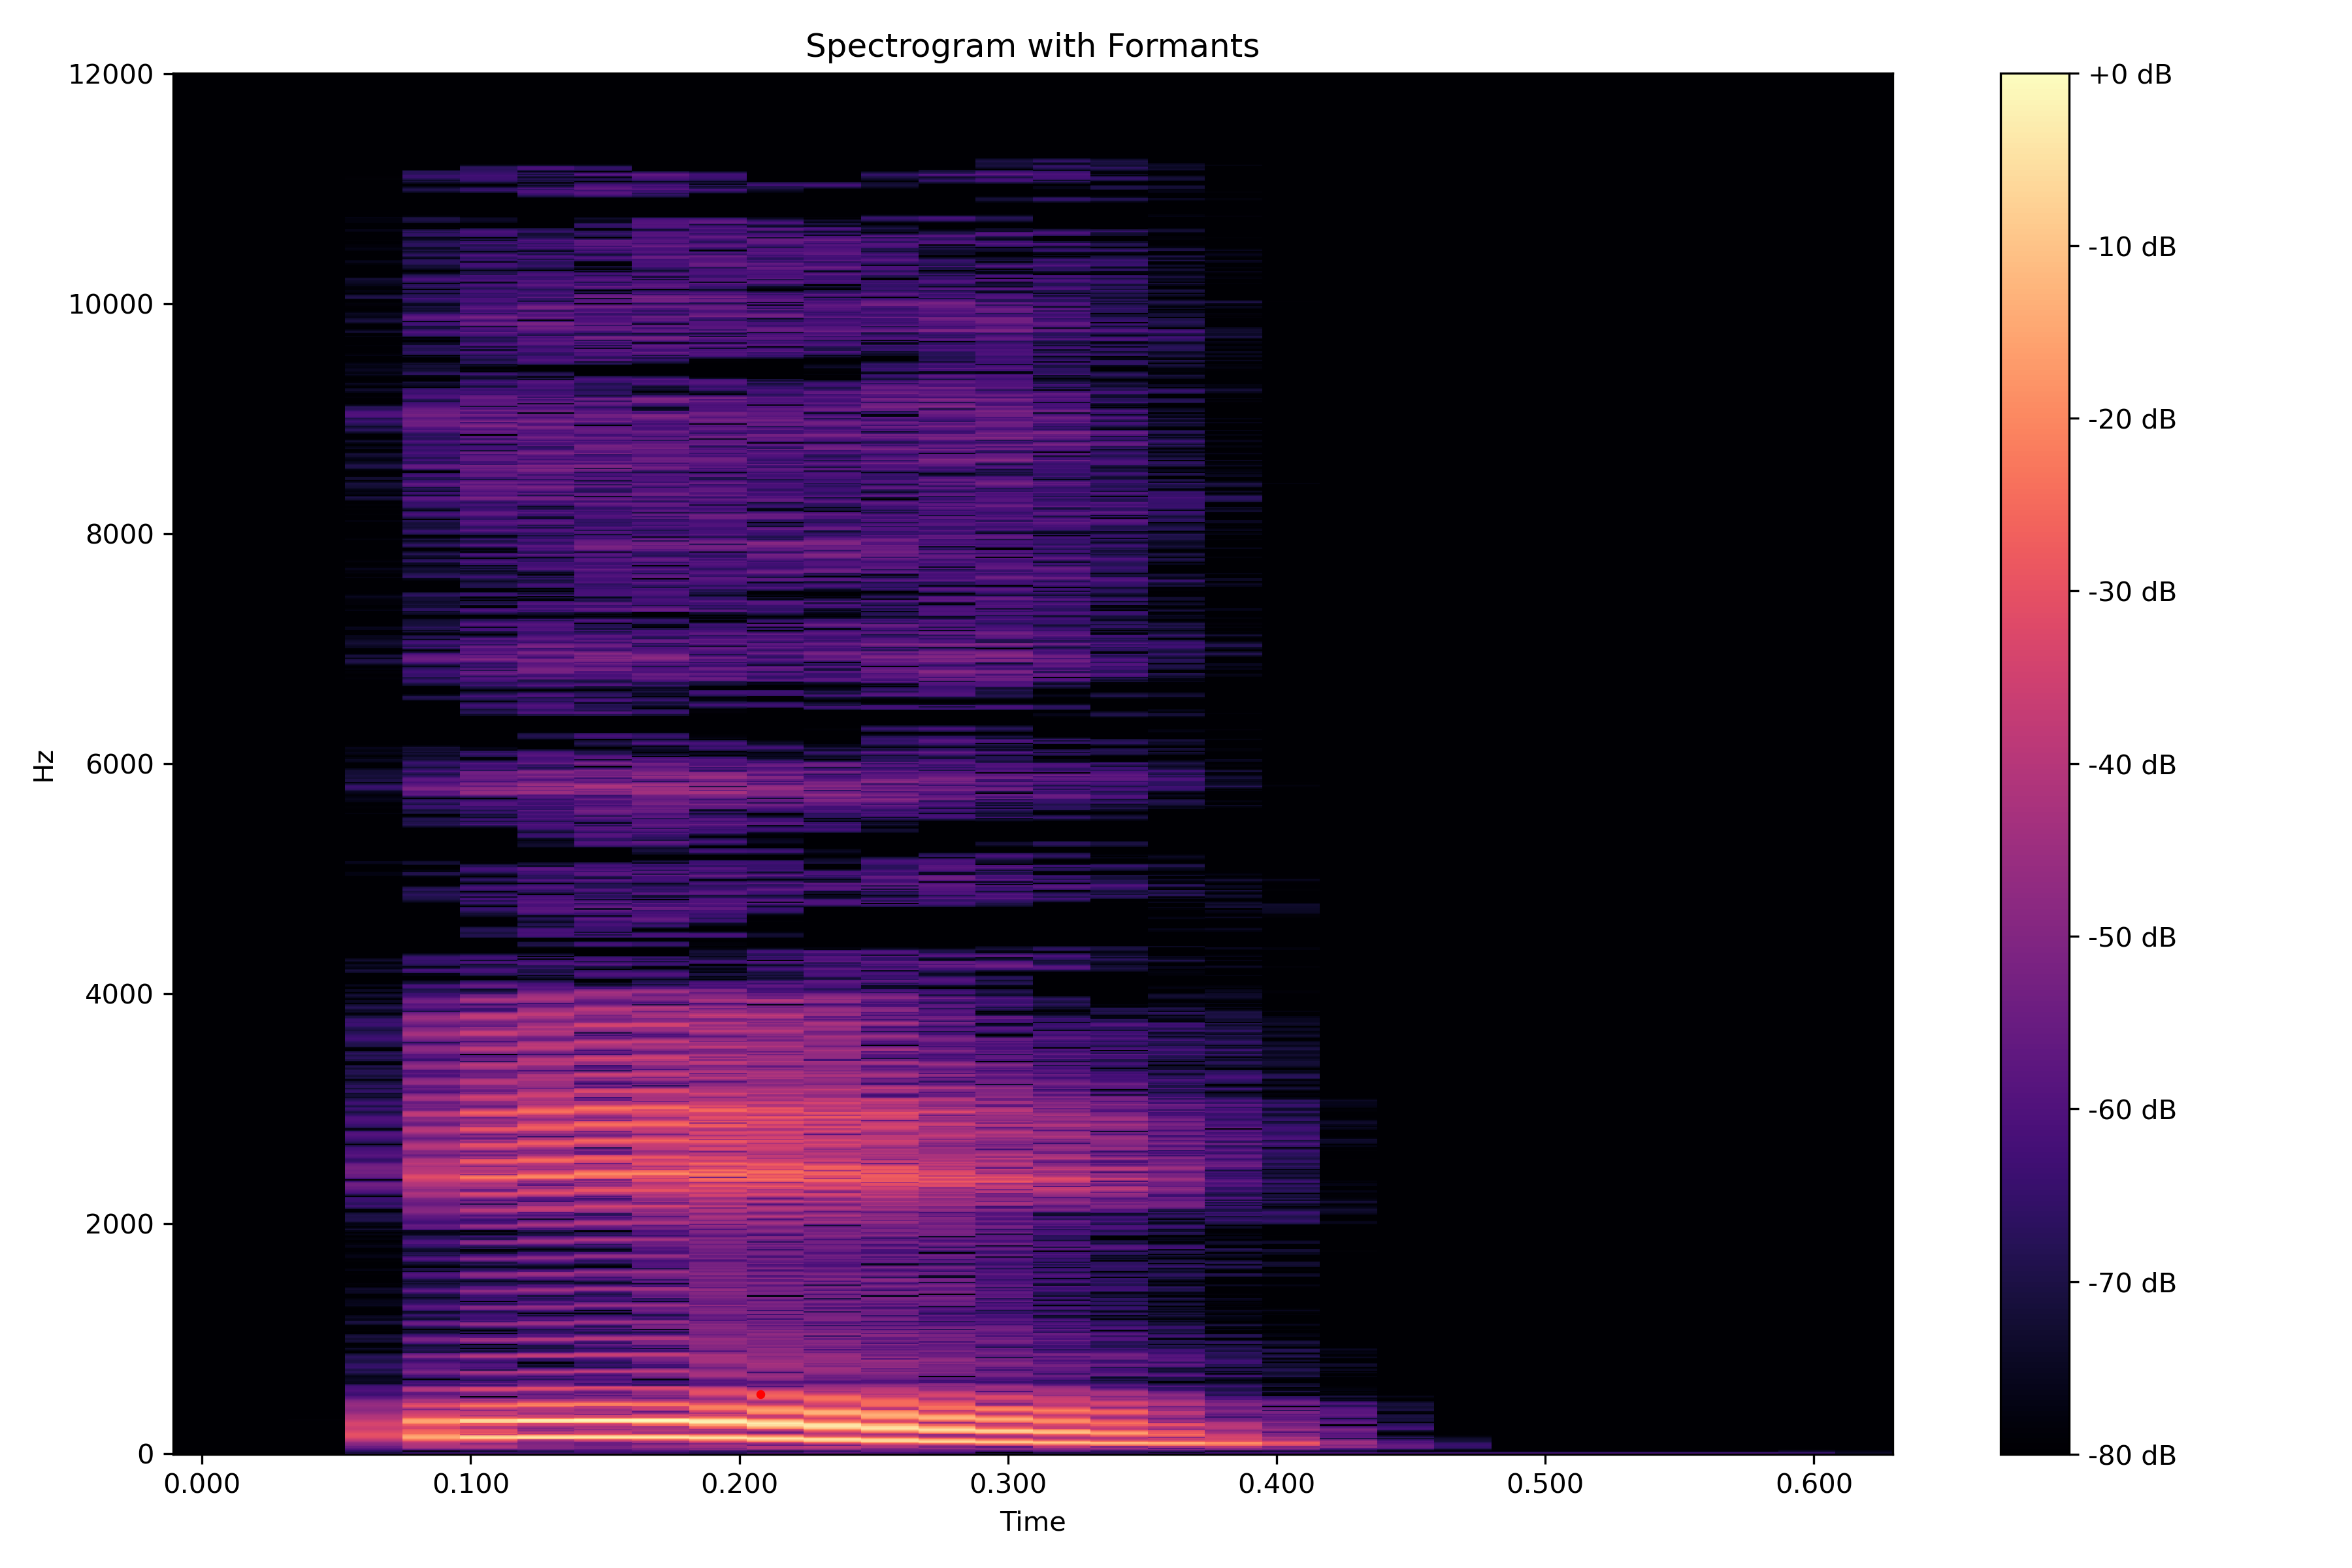 Spectrogram with Formants
12000
10000
8000
6000
4000
2000
0
Hz
0.000 0.100 0.200 0.300 0.400 0.500 0.600
Time
+0 dB
-10 dB
-20 dB
-30 dB
-40 dB
-50 dB
-60 dB
-70 dB
-80 dB